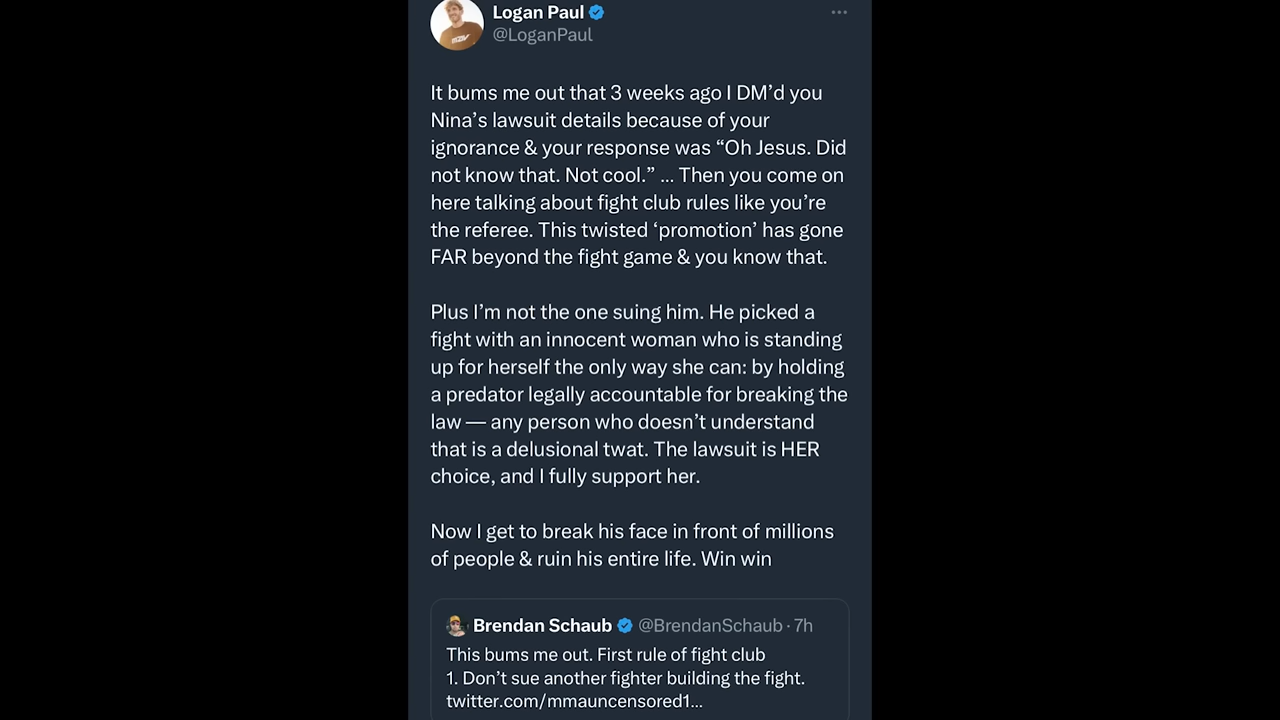 Logan Paul
@LoganPaul
It bums me out that 3 weeks ago I DM’d you
Nina’s lawsuit details because of your
ignorance & your response was “Oh Jesus. Did
not know that. Not cool.” ... Then you come on
here talking about fight club rules like you’re
the referee. This twisted ‘promotion’ has gone
FAR beyond the fight game & you know that.
Plus I’m not the one suing him. He picked a
fight with an innocent woman who is standing
up for herself the only way she can: by holding
a predator legally accountable for breaking the
law — any person who doesn’t understand
that is a delusional twat. The lawsuit is HER
choice, and I fully support her.
Now I get to break his face in front of millions
of people & ruin his entire life. Win win
Brendan Schaub @BrendanSchaub · 7h
This bums me out. First rule of fight club
1. Don’t sue another fighter building the fight.
twitter.com/mmauncensored1...